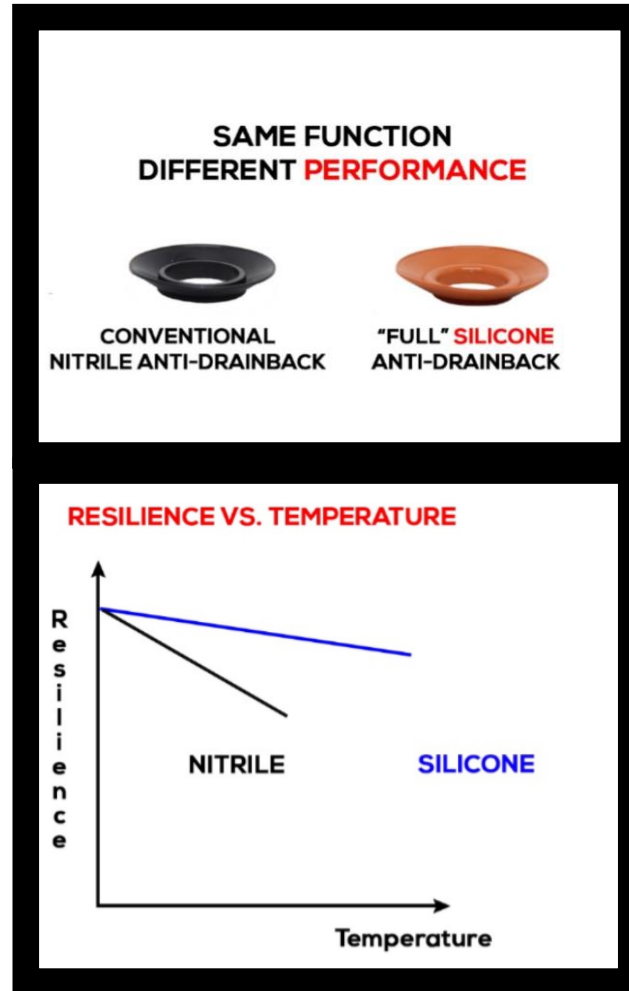 SAME FUNCTION
DIFFERENT PERFORMANCE
CONVENTIONAL
NITRILE ANTI-DRAINBACK
“FULL” SILICONE
ANTI-DRAINBACK
RESILIENCE VS. TEMPERATURE
Resilience
NITRILE
SILICONE
Temperature